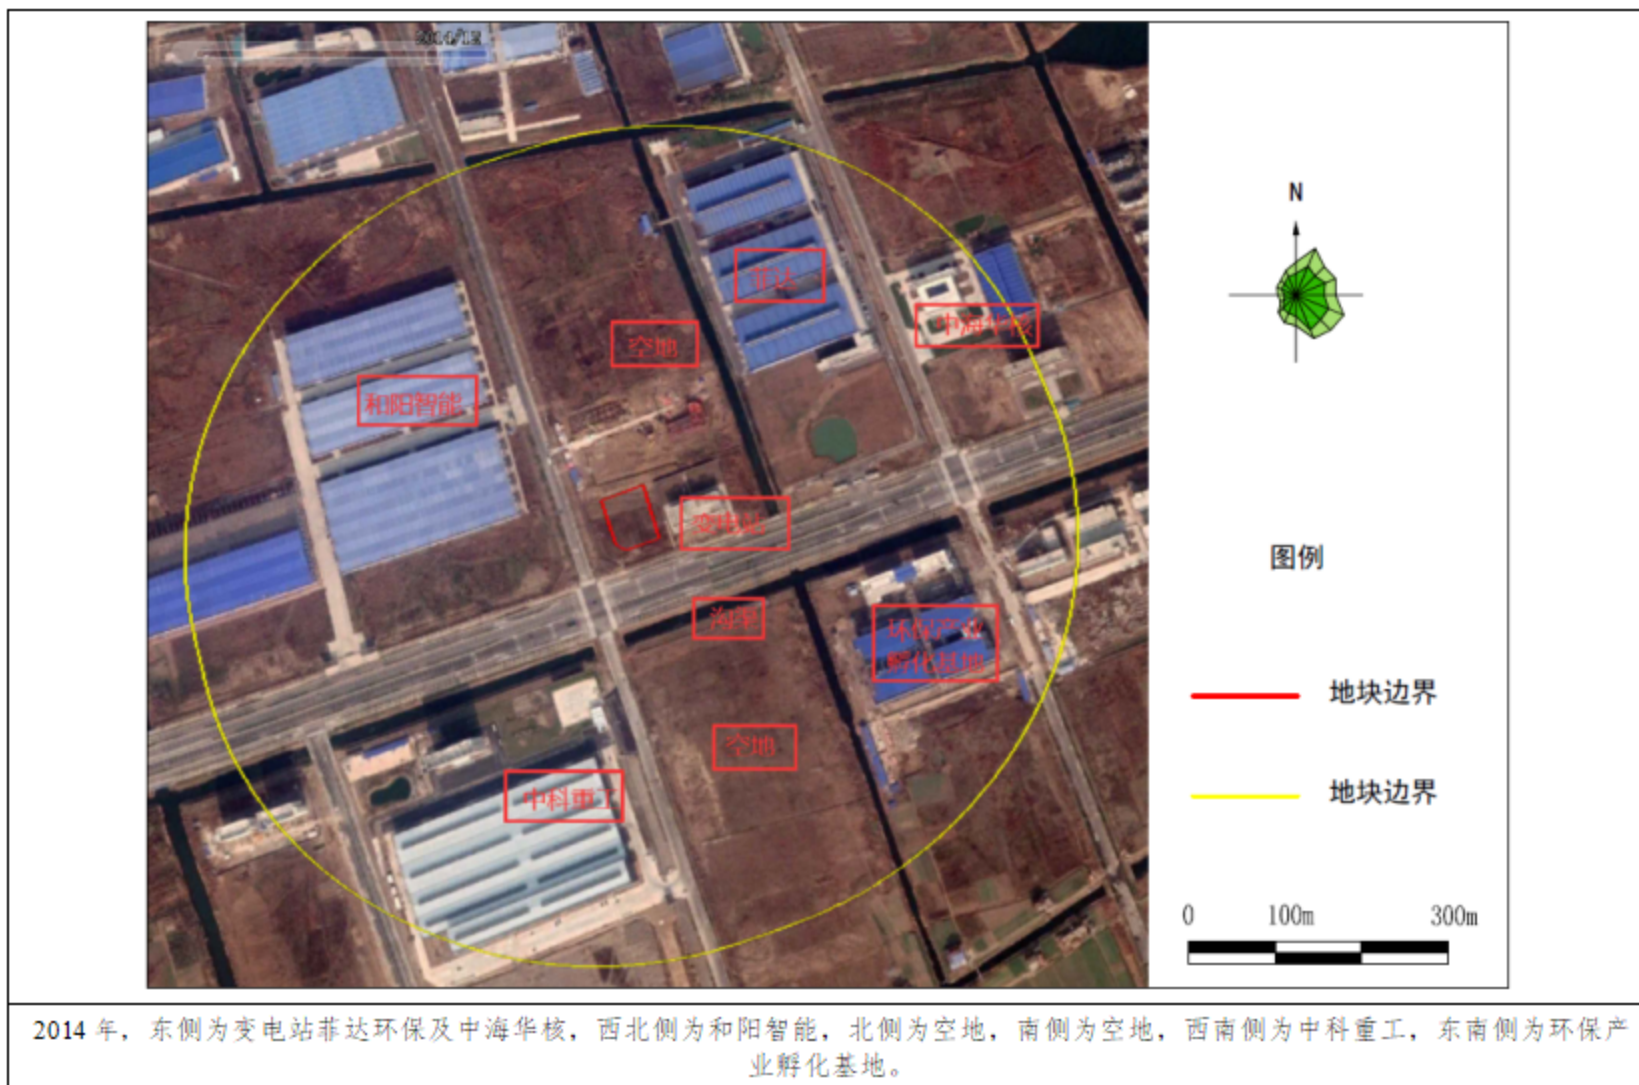 2014/12
N
菲达
中海华核
空地
和阳智能
变电站
图例
沟渠
环保产业
孵化基地
地块边界
空地
地块边界
中科重工
0 100m 300m
2014 年，东侧为变电站菲达环保及中海华核，西北侧为和阳智能，北侧为空地，南侧为空地，西南侧为中科重工，东南侧为环保产
业孵化基地。